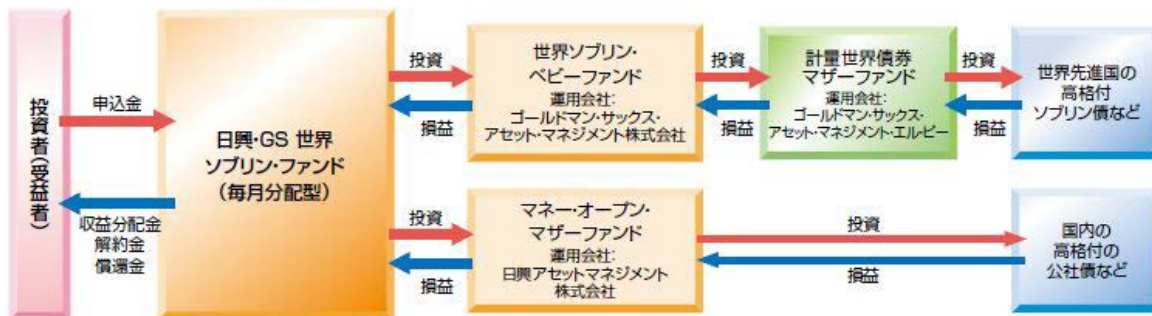 投資者（受益者）
申込金
収益分配金
解約金
償還金
日興・GS 世界
ソブリン・ファンド
（毎月分配型）
投資
損益
世界ソブリン・
ベビーファンド
運用会社：
ゴールドマン・サックス・
アセット・マネジメント株式会社
投資
損益
計量世界債券
マザーファンド
運用会社：
ゴールドマン・サックス・
アセット・マネジメント・エル・ピー
投資
損益
世界先進国の
高格付
ソブリン債など
投資
損益
マネー・オープン・
マザーファンド
運用会社：
日興アセットマネジメント
株式会社
投資
損益
国内の
高格付の
公社債など